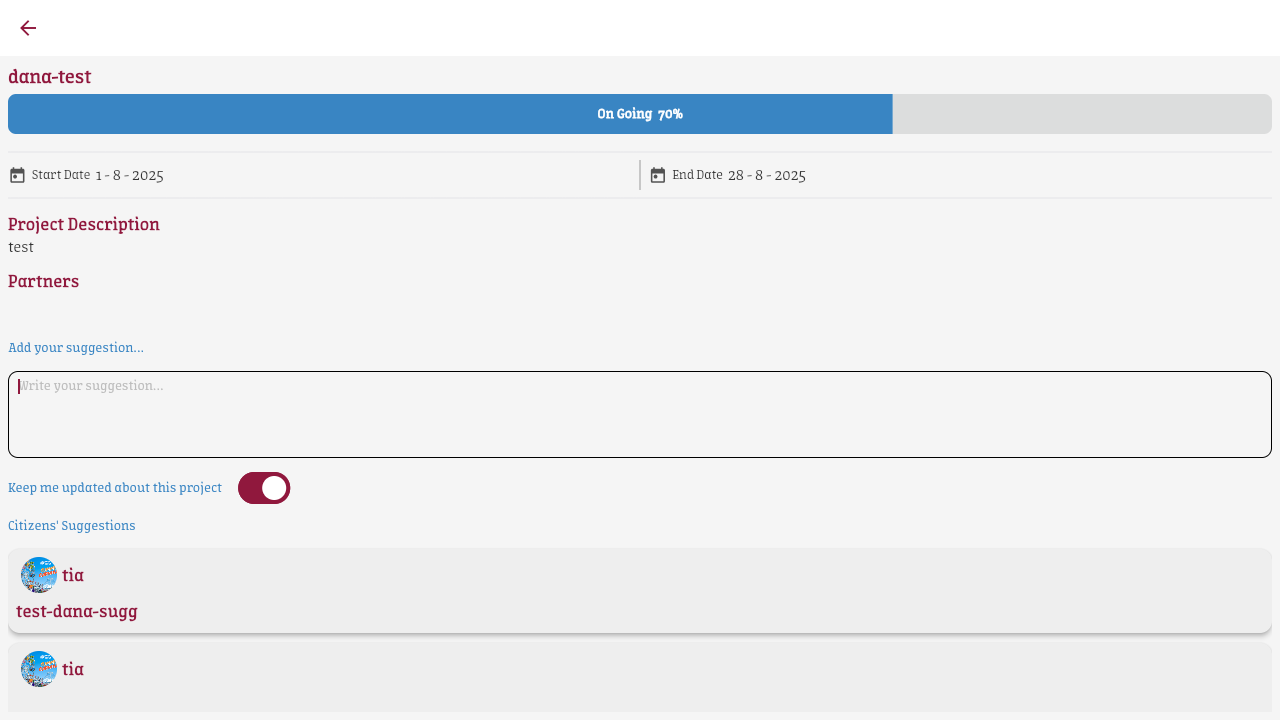 dana-test
On Going 70%
Start Date 1 - 8 - 2025
End Date 28 - 8 - 2025
Project Description
test
Partners
Add your suggestion...
Write your suggestion...
Keep me updated about this project
Citizens' Suggestions
tia
test-dana-sugg
tia